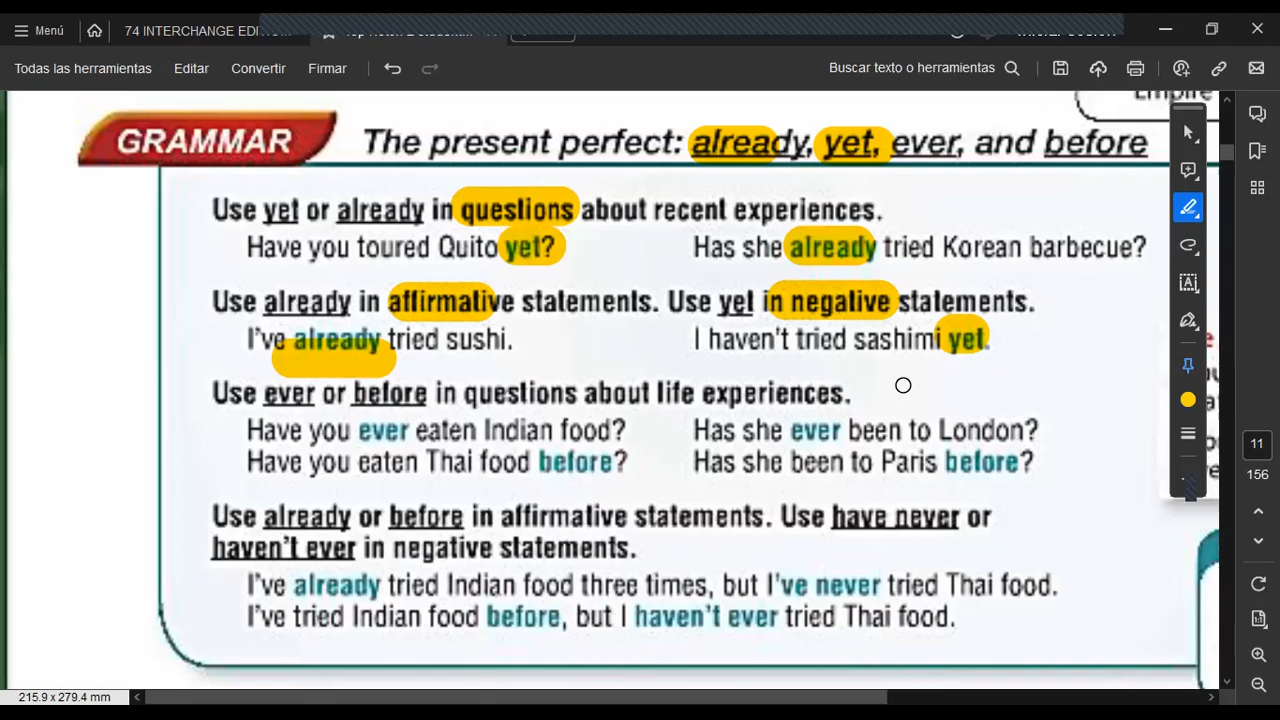 Menú
74 INTERCHANGE EDI
Todas las herramientas Editar Convertir Firmar
Buscar texto o herramientas
GRAMMAR The present perfect: already, yet, ever, and before
Use yet or already in questions about recent experiences.
Have you toured Quito yet? Has she already tried Korean barbecue?
Use already in affirmative statements. Use yet in negative statements.
I've already tried sushi. I haven't tried sashimi yet.
Use ever or before in questions about life experiences.
Have you ever eaten Indian food? Has she ever been to London?
Have you eaten Thai food before? Has she been to Paris before?
Use already or before in affirmative statements. Use have never or
haven't ever in negative statements.
I've already tried Indian food three times, but I've never tried Thai food.
I've tried Indian food before, but I haven't ever tried Thai food.
11
156
215.9 x 279.4 mm